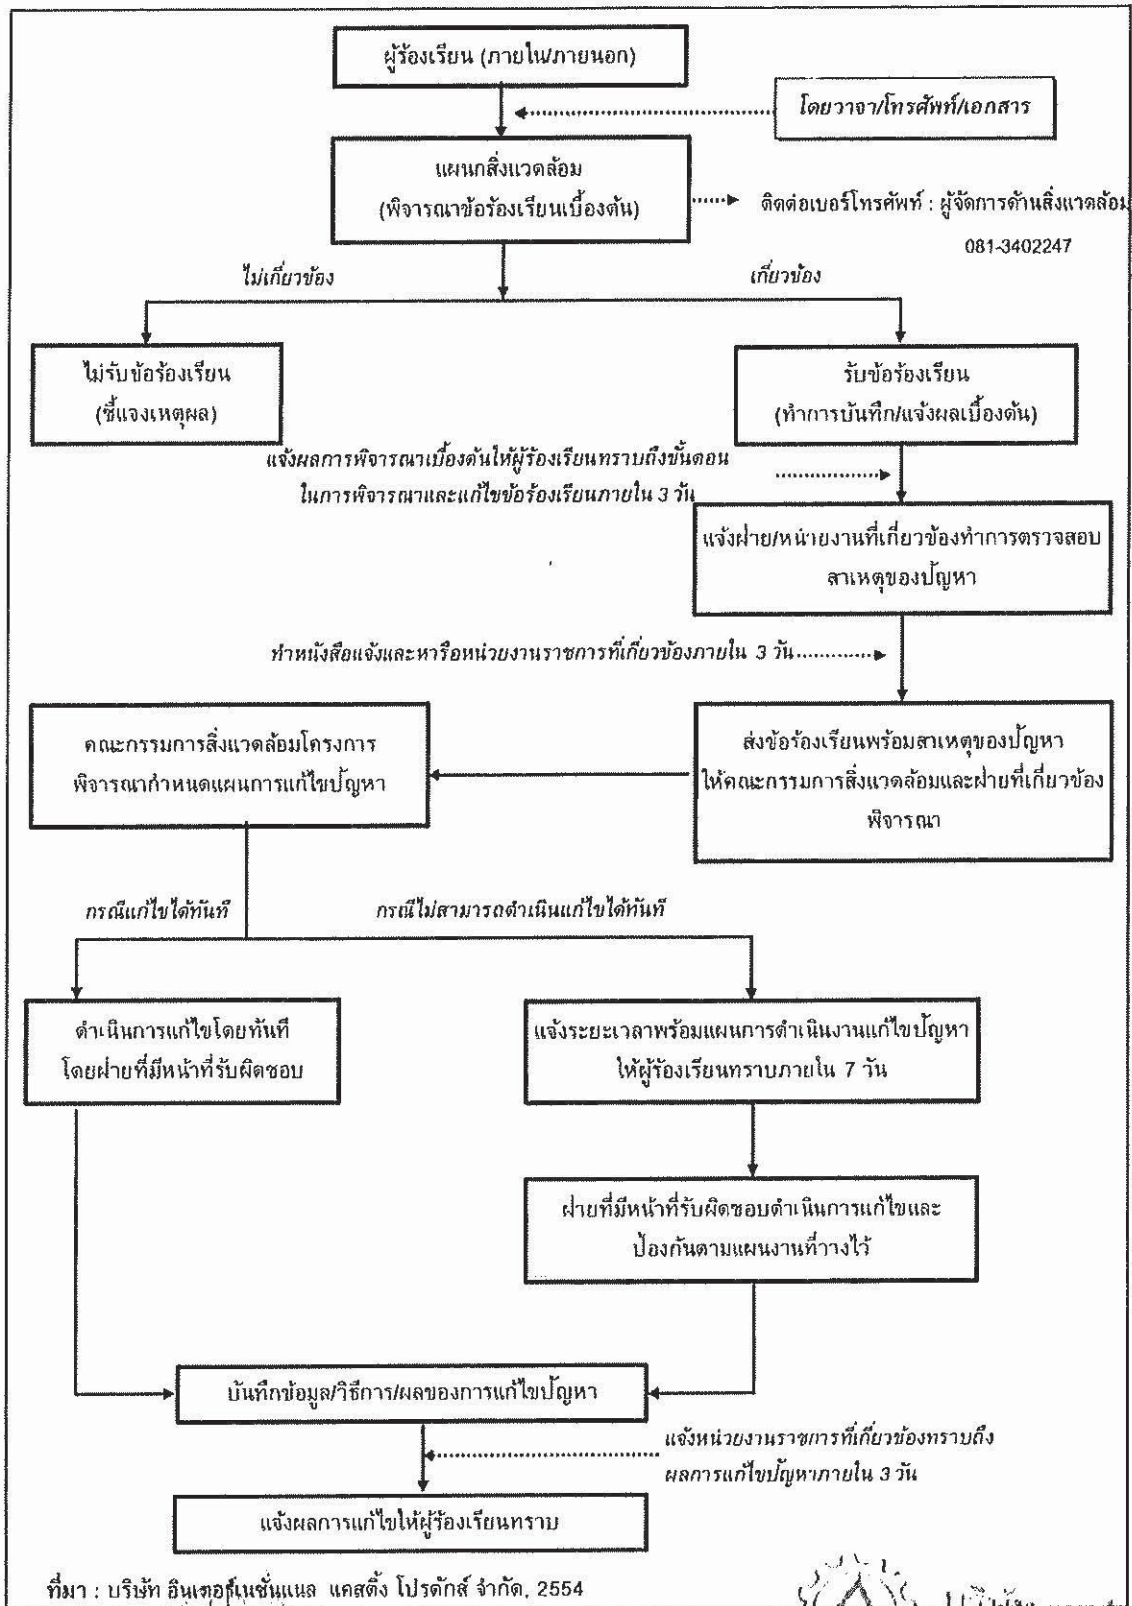 ผู้ร้องเรียน (ภายใน/ภายนอก)
โดยวาจา/โทรศัพท์/เอกสาร
แผนกสิ่งแวดล้อม
(พิจารณาข้อร้องเรียนเบื้องต้น)
ติดต่อเบอร์โทรศัพท์ : ผู้จัดการด้านสิ่งแวดล้อม
081-3402247
ไม่เกี่ยวข้อง
เกี่ยวข้อง
ไม่รับข้อร้องเรียน
(ชี้แจงเหตุผล)
รับข้อร้องเรียน
(ทำการบันทึก/แจ้งผลเบื้องต้น)
แจ้งผลการพิจารณาเบื้องต้นให้ผู้ร้องเรียนทราบถึงขั้นตอน
ในการพิจารณาและแก้ไขข้อร้องเรียนภายใน 3 วัน
แจ้งฝ่าย/หน่ายงานที่เกี่ยวข้องทำการตรวจสอบ
สาเหตุของปัญหา
ทำหนังสือแจ้งและหารือหน่วยงานราชการที่เกี่ยวข้องภายใน 3 วัน
คณะกรรมการสิ่งแวดล้อมโครงการ
พิจารณากำหนดแผนการแก้ไขปัญหา
ส่งข้อร้องเรียนพร้อมสาเหตุของปัญหา
ให้คณะกรรมการสิ่งแวดล้อมและฝ่ายที่เกี่ยวข้อง
พิจารณา
กรณีแก้ไขได้ทันที
กรณีไม่สามารถดำเนินแก้ไขได้ทันที
ดำเนินการแก้ไขโดยทันที
โดยฝ่ายที่มีหน้าที่รับผิดชอบ
แจ้งระยะเวลาพร้อมแผนการดำเนินงานแก้ไขปัญหา
ให้ผู้ร้องเรียนทราบภายใน 7 วัน
ฝ่ายที่มีหน้าที่รับผิดชอบดำเนินการแก้ไขและ
ป้องกันตามแผนงานที่วางไว้
บันทึกข้อมูล/วิธีการ/ผลของการแก้ไขปัญหา
แจ้งหน่วยงานราชการที่เกี่ยวข้องทราบถึง
ผลการแก้ไขปัญหาภายใน 3 วัน
แจ้งผลการแก้ไขให้ผู้ร้องเรียนทราบ
ที่มา : บริษัท อินเทอร์เนชั่นแนล แคสติ้ง โปรดักส์ จำกัด, 2554